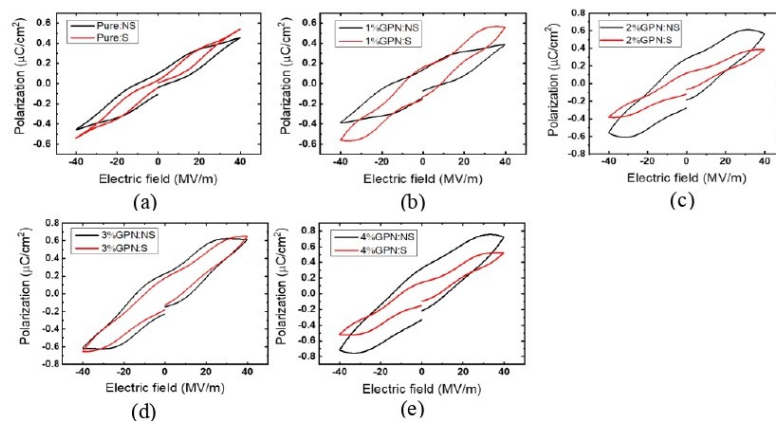 Pure:NS
Pure:S
Polarization (μC/cm²)
0.6
0.4
0.2
0.0
-0.2
-0.4
-0.6
-40 -20 0 20 40
Electric field (MV/m)
(a)
1%GPN:NS
1%GPN:S
Polarization (μC/cm²)
0.6
0.4
0.2
0.0
-0.2
-0.4
-0.6
-40 -20 0 20 40
Electric field (MV/m)
(b)
2%GPN:NS
2%GPN:S
Polarization (μC/cm²)
0.8
0.6
0.4
0.2
0.0
-0.2
-0.4
-0.6
-0.8
-40 -20 0 20 40
Electric field (MV/m)
(c)
3%GPN:NS
3%GPN:S
Polarization (μC/cm²)
0.8
0.6
0.4
0.2
0.0
-0.2
-0.4
-0.6
-0.8
-40 -20 0 20 40
Electric field (MV/m)
(d)
4%GPN:NS
4%GPN:S
Polarization (μC/cm²)
0.8
0.6
0.4
0.2
0.0
-0.2
-0.4
-0.6
-0.8
-40 -20 0 20 40
Electric field (MV/m)
(e)